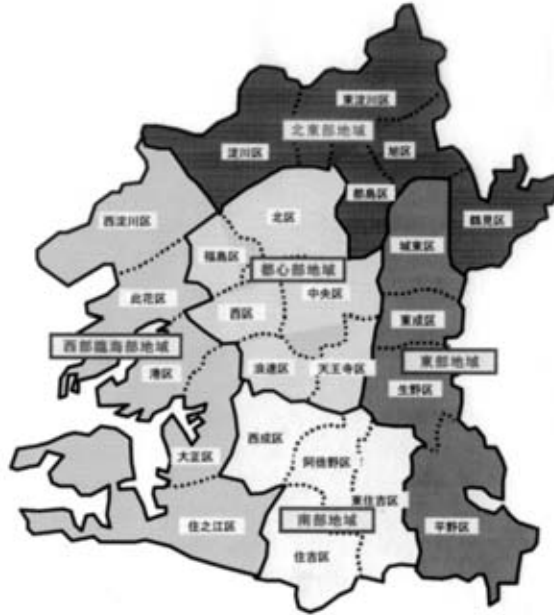 東淀川区
北東部地域
淀川区
旭区
都島区
鶴見区
西淀川区
北区
城東区
福島区
都心部地域
此花区
中央区
西区
東成区
西部臨海部地域
東部地域
港区
浪速区
天王寺区
生野区
西成区
大正区
阿倍野区
東住吉区
南部地域
住之江区
平野区
住吉区